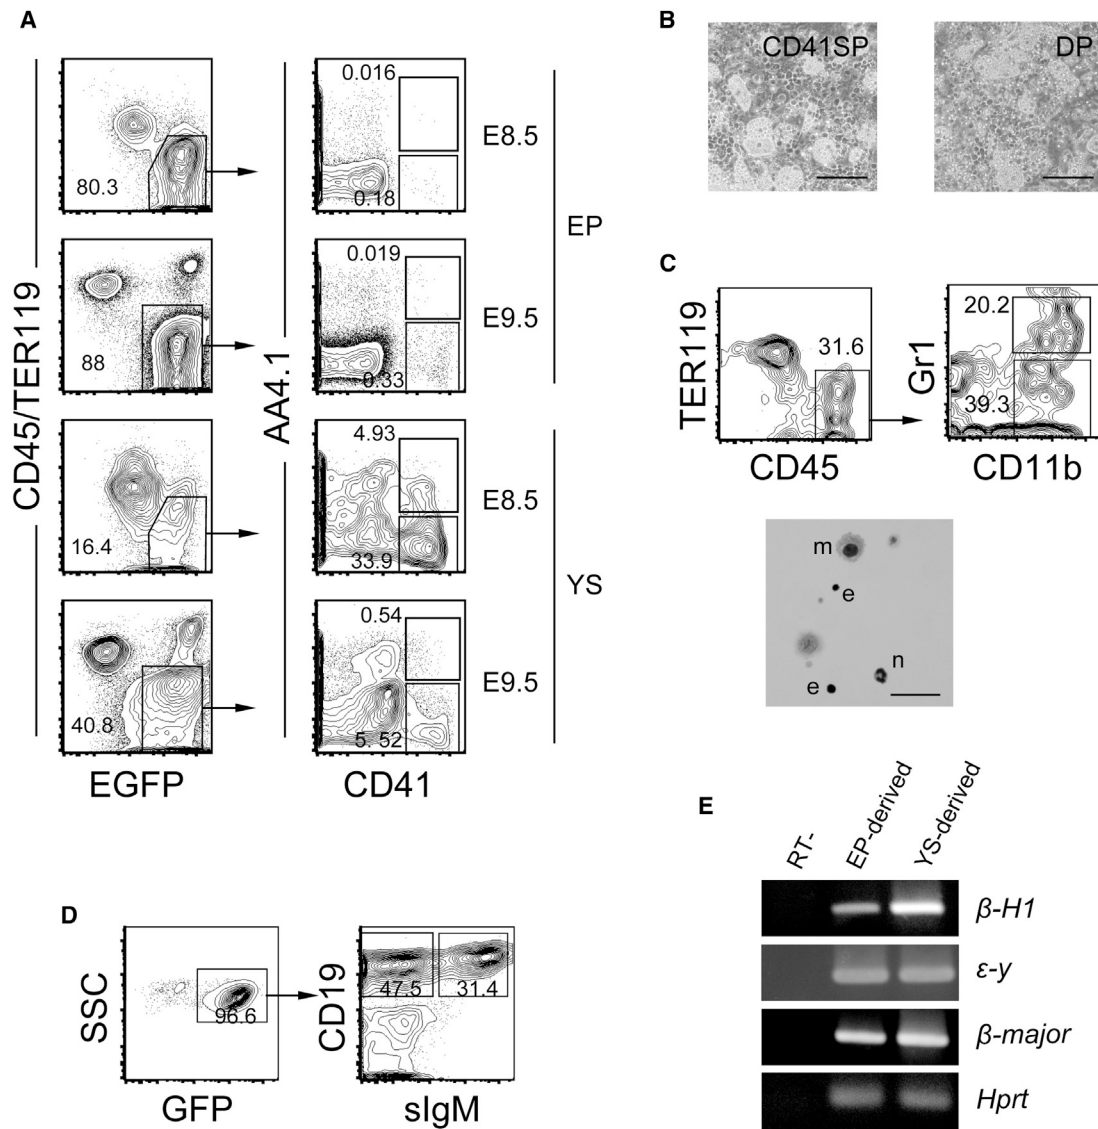 A
CD45/TER119
AA4.1
80.3
0.016
0.18
E8.5
88
0.019
0.33
E9.5
EP
16.4
4.93
33.9
E8.5
40.8
0.54
5. 52
E9.5
YS
EGFP
CD41
B
CD41SP
DP
C
TER119
31.6
CD45
Gr1
20.2
39.3
CD11b
m
e
n
e
D
SSC
96.6
GFP
CD19
47.5
31.4
sIgM
E
RT-
EP-derived
YS-derived
β-H1
ε-y
β-major
Hprt